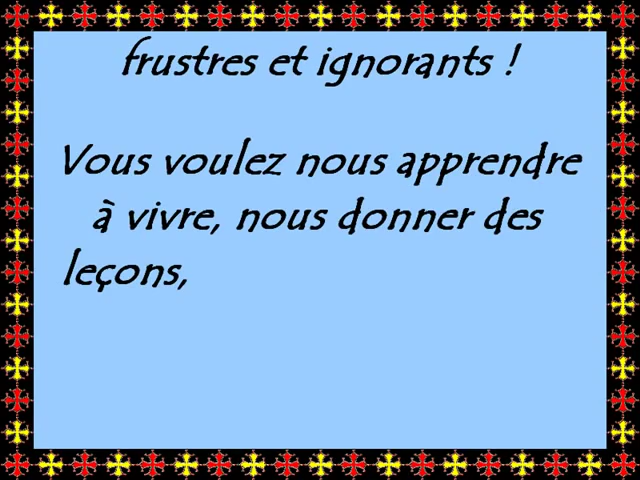 frustres et ignorants !
Vous voulez nous apprendre
à vivre, nous donner des
leçons,